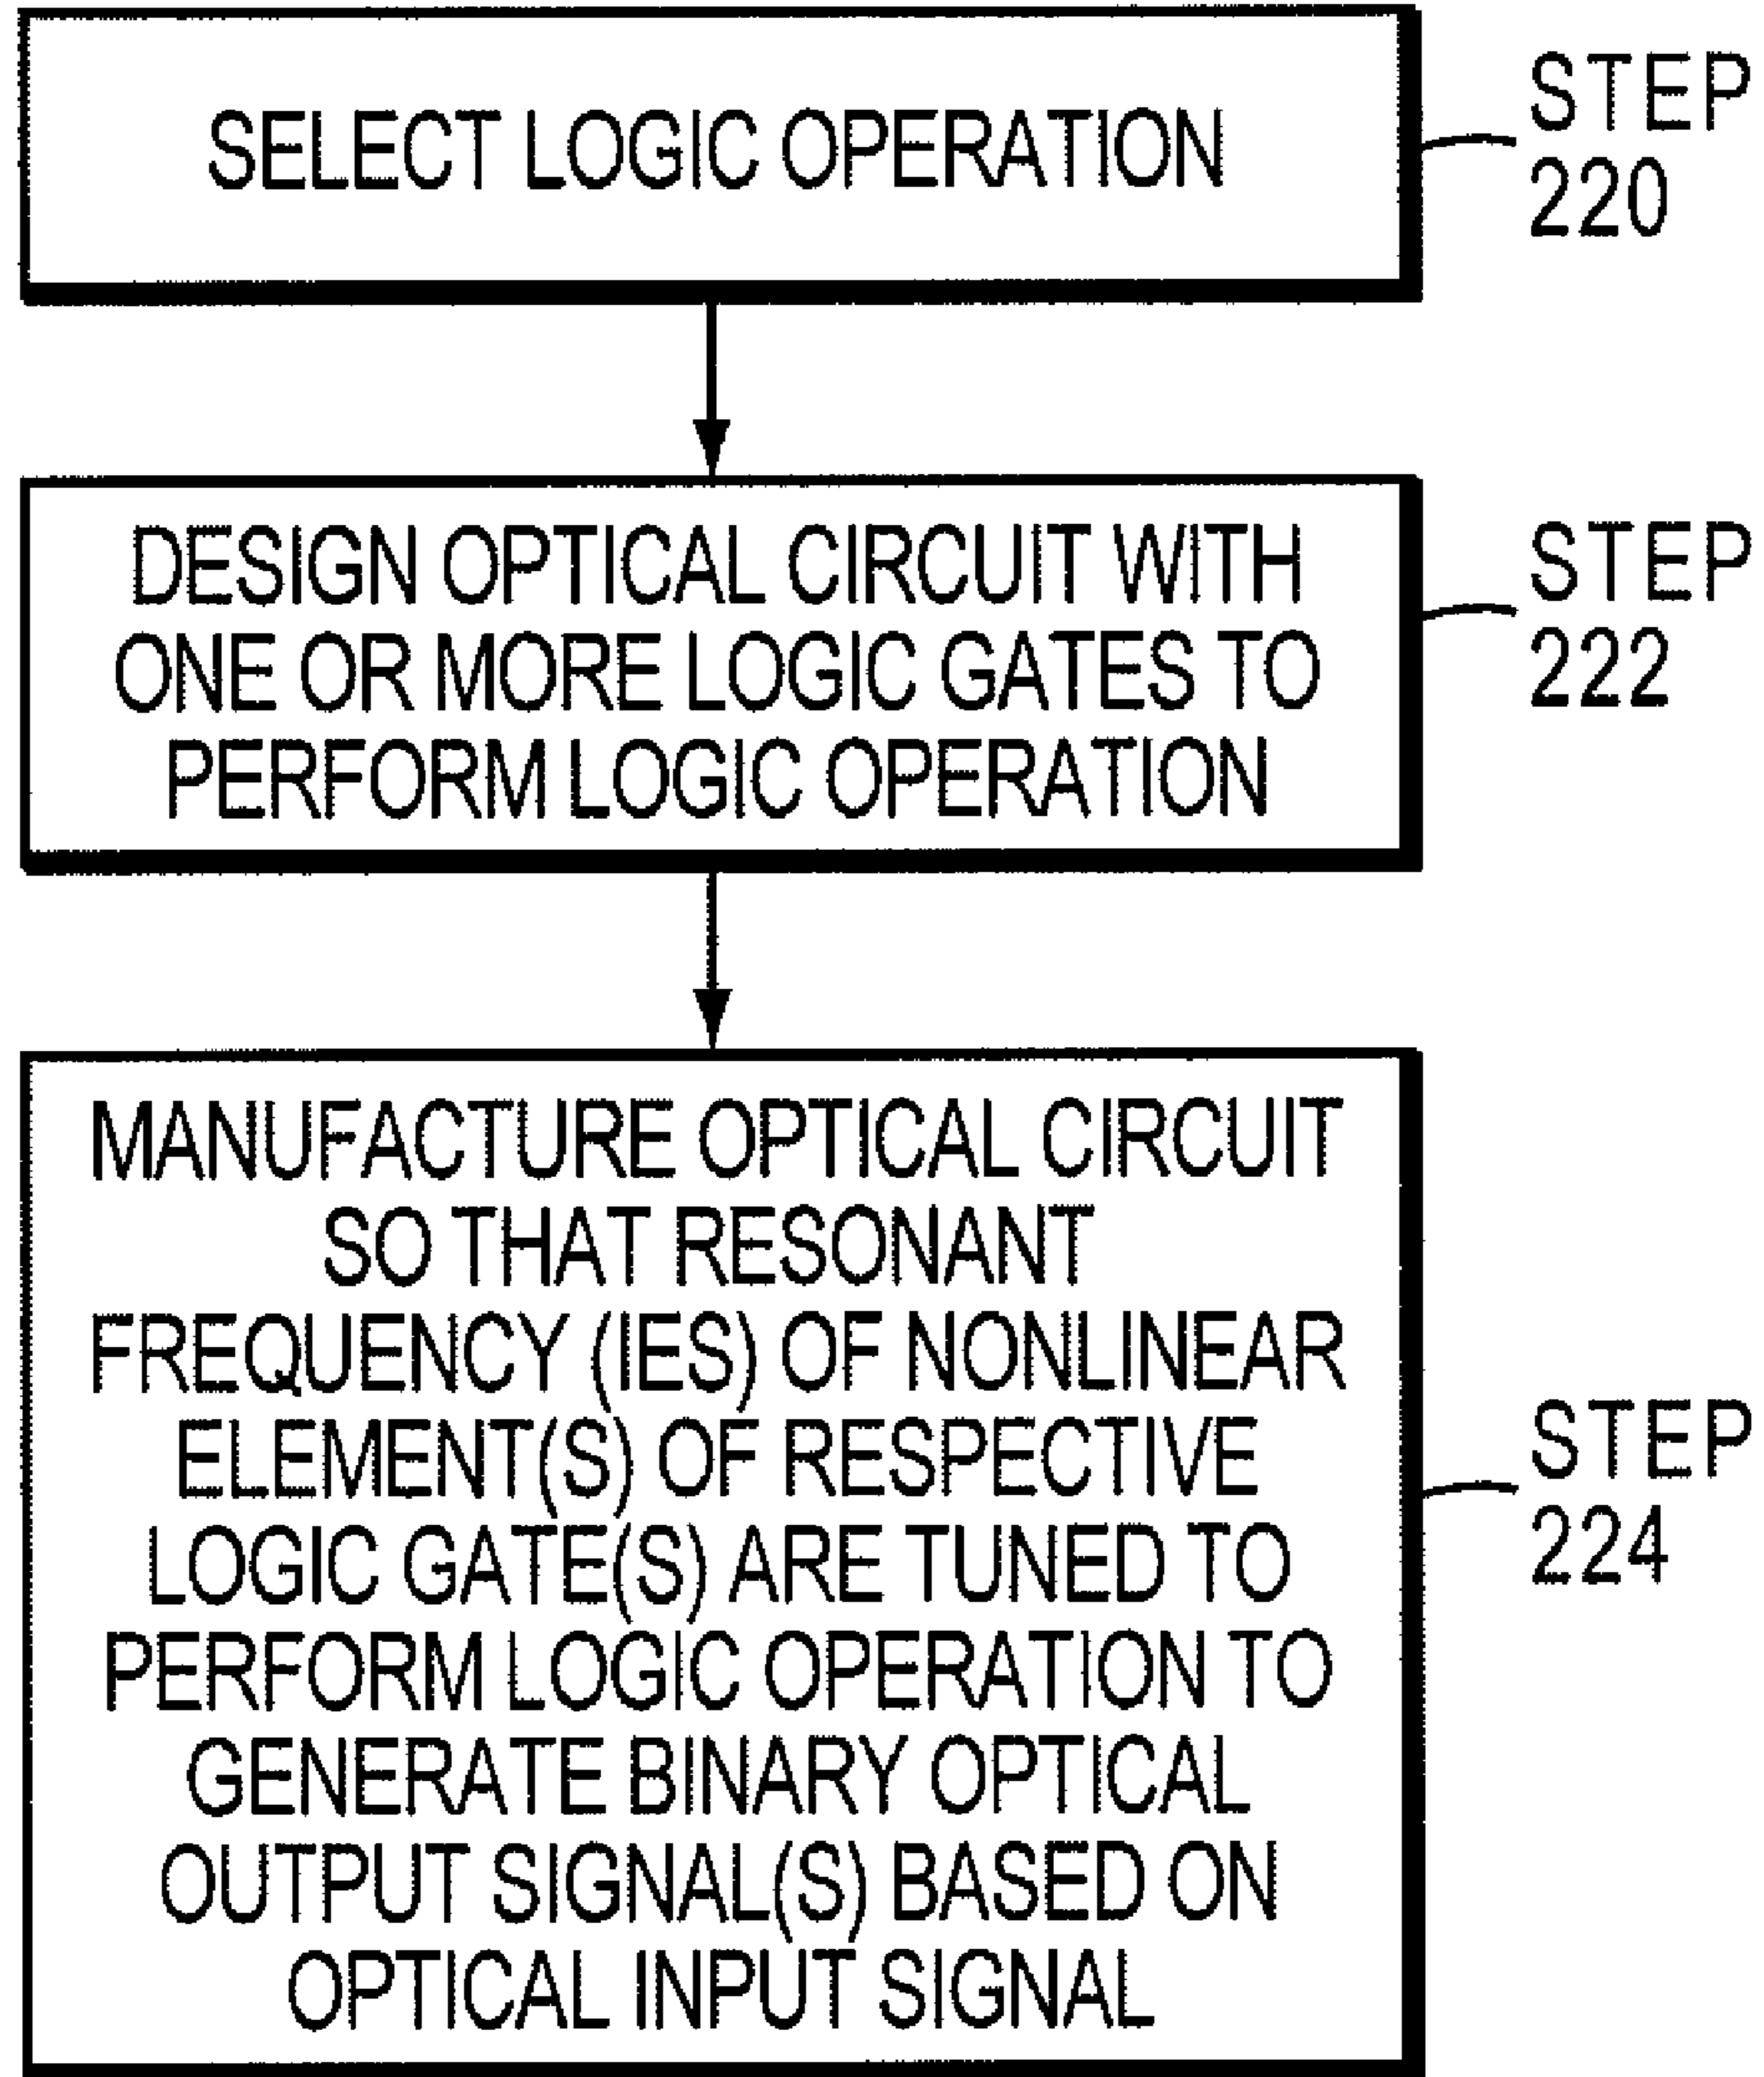 SELECT LOGIC OPERATION
STEP
220
DESIGN OPTICAL CIRCUIT WITH
ONE OR MORE LOGIC GATES TO
PERFORM LOGIC OPERATION
STEP
222
MANUFACTURE OPTICAL CIRCUIT
SO THAT RESONANT
FREQUENCY (IES) OF NONLINEAR
ELEMENT(S) OF RESPECTIVE
LOGIC GATE(S) ARE TUNED TO
PERFORM LOGIC OPERATION TO
GENERATE BINARY OPTICAL
OUTPUT SIGNAL(S) BASED ON
OPTICAL INPUT SIGNAL
STEP
224